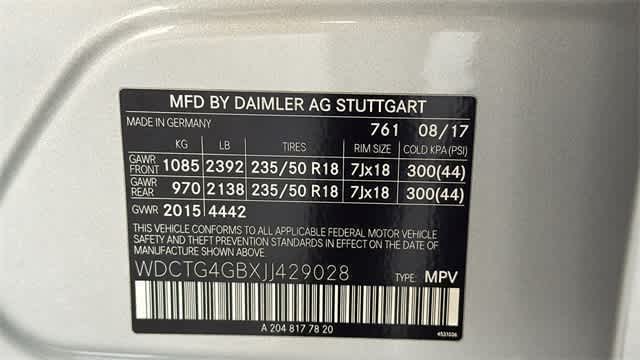 MFD BY DAIMLER AG STUTTGART
MADE IN GERMANY 761 08/17
KG LB TIRES RIM SIZE COLD KPA (PSI)
GAWR FRONT 1085 2392 235/50 R18 7Jx18 300(44)
GAWR REAR 970 2138 235/50 R18 7Jx18 300(44)
GVWR 2015 4442
THIS VEHICLE CONFORMS TO ALL APPLICABLE FEDERAL MOTOR VEHICLE
SAFETY AND THEFT PREVENTION STANDARDS IN EFFECT ON THE DATE
OF MANUFACTURE SHOWN ABOVE.
WDCTG4GBXJJ429028 TYPE: MPV
A 204 817 78 20